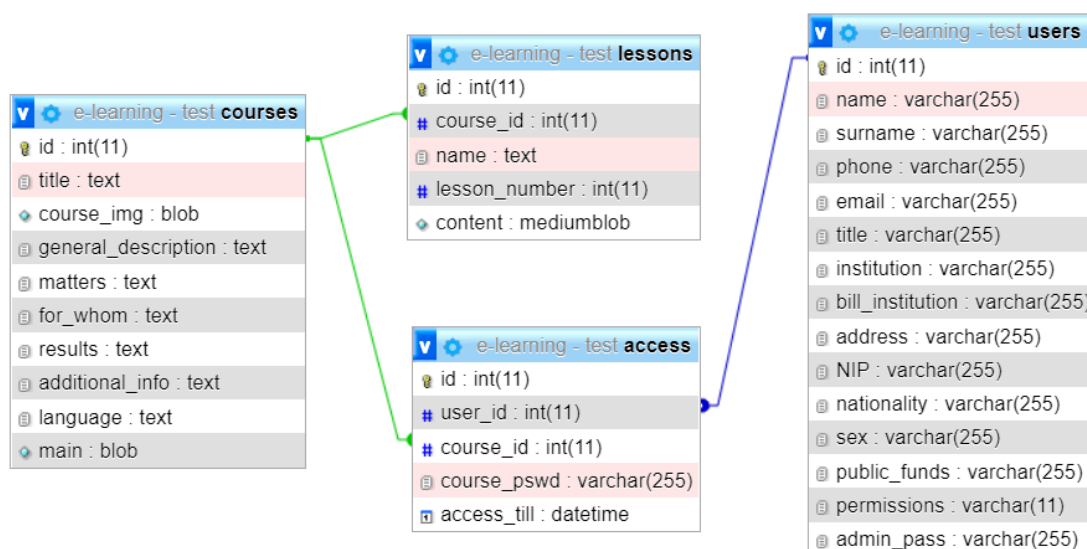 e-learning - test courses
id : int(11)
title : text
course_img : blob
general_description : text
matters : text
for_whom : text
results : text
additional_info : text
language : text
main : blob
e-learning - test lessons
id : int(11)
# course_id : int(11)
name : text
# lesson_number : int(11)
content : mediumblob
e-learning - test access
id : int(11)
# user_id : int(11)
# course_id : int(11)
course_pswd : varchar(255)
access_till : datetime
e-learning - test users
id : int(11)
name : varchar(255)
surname : varchar(255)
phone : varchar(255)
email : varchar(255)
title : varchar(255)
institution : varchar(255)
bill_institution : varchar(255)
address : varchar(255)
NIP : varchar(255)
nationality : varchar(255)
sex : varchar(255)
public_funds : varchar(255)
permissions : varchar(11)
admin_pass : varchar(255)